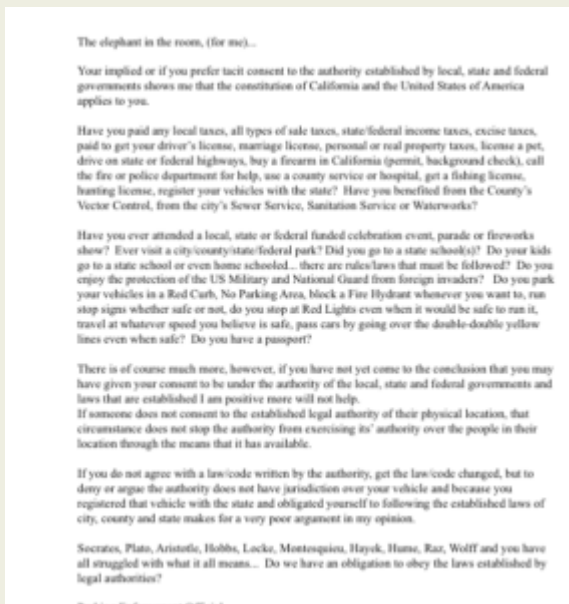 The elephant in the room, (for me)...
Your implied or if you prefer tacit consent to the authority established by local, state and federal
governments shows me that the constitution of California and the United States of America
applies to you.
Have you paid any local taxes, all types of sale taxes, state/federal income taxes, excise taxes,
paid to get your driver's license, marriage license, personal or real property taxes, license a pet,
drive on state or federal highways, buy a firearm in California (permit, background check), call
the fire or police department for help, use a county service or hospital, get a fishing license,
hunting license, register your vehicles with the state? Have you benefited from the County's
Vector Control, from the city's Sewer Service, Sanitation Service or Waterworks?
Have you ever attended a local, state or federal funded celebration event, parade or fireworks
show? Ever visit a city/county/state/federal park? Did you go to a state school(s)? Do your kids
go to a state school or even home schooled... there are rules/laws that must be followed? Do you
enjoy the protection of the US Military and National Guard from foreign invaders? Do you park
your vehicles in a Red Curb, No Parking Area, block a Fire Hydrant whenever you want to, run
stop signs whether safe or not, do you stop at Red Lights even when it would be safe to run it,
travel at whatever speed you believe is safe, pass cars by going over the double-double yellow
lines even when safe? Do you have a passport?
There is of course much more, however, if you have not yet come to the conclusion that you may
have given your consent to be under the authority of the local, state and federal governments and
laws that are established I am positive more will not help.
If someone does not consent to the established legal authority of their physical location, that
circumstance does not stop the authority from exercising its' authority over the people in their
location through the means that it has available.
If you do not agree with a law/code written by the authority, get the law/code changed, but to
deny or argue the authority does not have jurisdiction over your vehicle and because you
registered that vehicle with the state and obligated yourself to following the established laws of
city, county and state makes for a very poor argument in my opinion.
Socrates, Plato, Aristotle, Hobbs, Locke, Montesquieu, Hayek, Hume, Raz, Wolff and you have
all struggled with what it all means... Do we have an obligation to obey the laws established by
legal authorities?